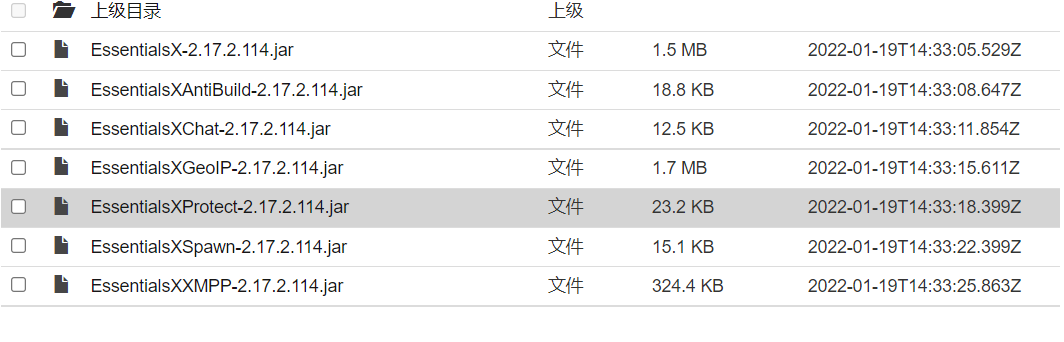 上级目录 上级
EssentialsX-2.17.2.114.jar 文件 1.5 MB 2022-01-19T14:33:05.529Z
EssentialsXAntiBuild-2.17.2.114.jar 文件 18.8 KB 2022-01-19T14:33:08.647Z
EssentialsXChat-2.17.2.114.jar 文件 12.5 KB 2022-01-19T14:33:11.854Z
EssentialsXGeoIP-2.17.2.114.jar 文件 1.7 MB 2022-01-19T14:33:15.611Z
EssentialsXProtect-2.17.2.114.jar 文件 23.2 KB 2022-01-19T14:33:18.399Z
EssentialsXSpawn-2.17.2.114.jar 文件 15.1 KB 2022-01-19T14:33:22.399Z
EssentialsXXMPP-2.17.2.114.jar 文件 324.4 KB 2022-01-19T14:33:25.863Z